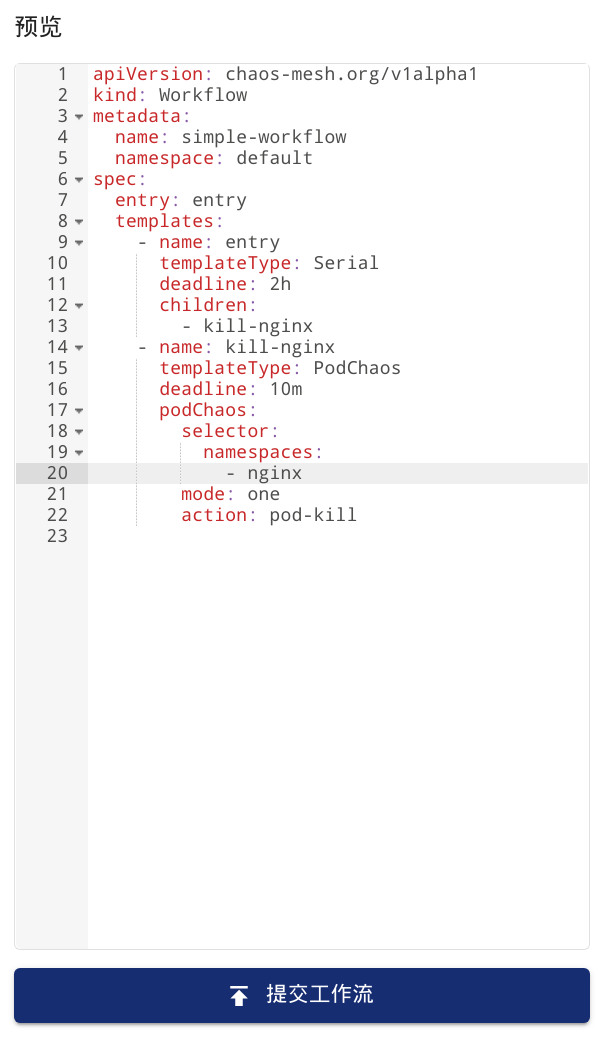 预览
1 apiVersion: chaos-mesh.org/v1alpha1
2 kind: Workflow
3 metadata:
4   name: simple-workflow
5   namespace: default
6 spec:
7   entry: entry
8   templates:
9     - name: entry
10       templateType: Serial
11       deadline: 2h
12       children:
13         - kill-nginx
14     - name: kill-nginx
15       templateType: PodChaos
16       deadline: 10m
17       podChaos:
18         selector:
19           namespaces:
20             - nginx
21         mode: one
22         action: pod-kill
23
提交工作流